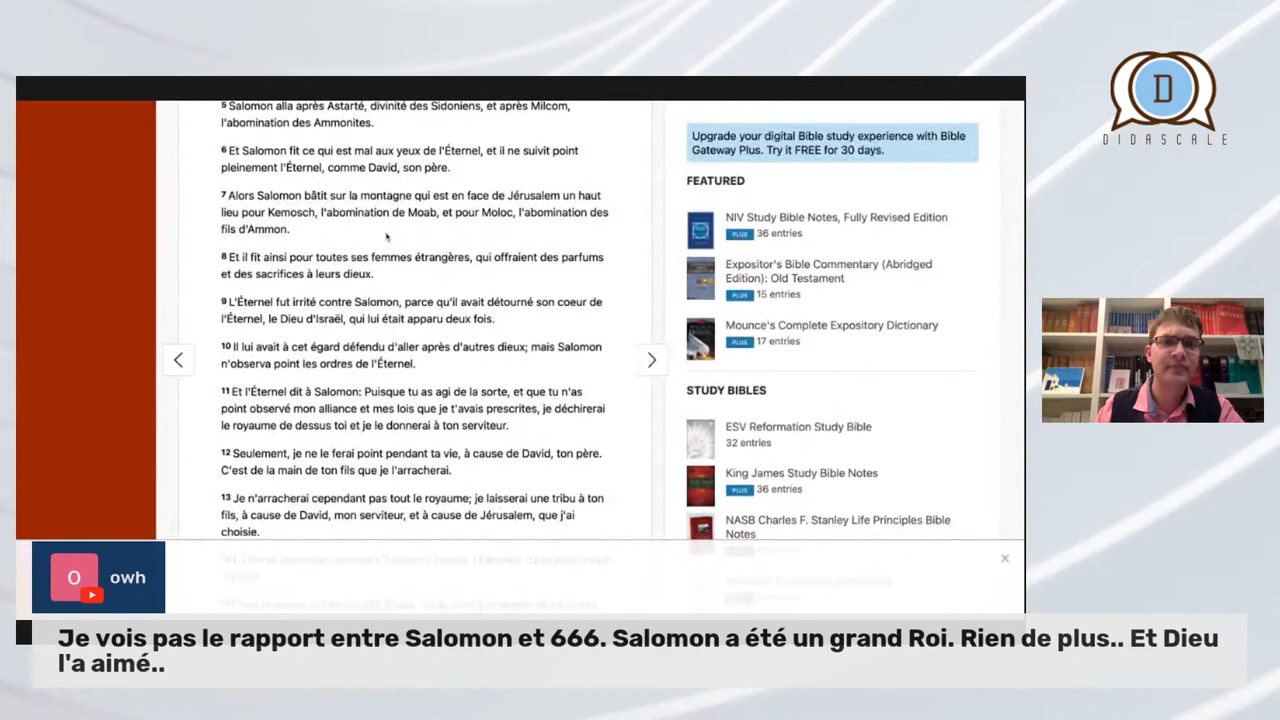 DIDASCALE
D
5 Salomon alla après Astarté, divinité des Sidoniens, et après Milcom,
l'abomination des Ammonites.
6 Et Salomon fit ce qui est mal aux yeux de l'Éternel, et il ne suivit point
pleinement l'Éternel, comme David, son père.
7 Alors Salomon bâtit sur la montagne qui est en face de Jérusalem un haut
lieu pour Kemosch, l'abomination de Moab, et pour Moloc, l'abomination des
fils d'Ammon.
8 Et il fit ainsi pour toutes ses femmes étrangères, qui offraient des parfums
et des sacrifices à leurs dieux.
9 L'Éternel fut irrité contre Salomon, parce qu'il avait détourné son coeur de
l'Éternel, le Dieu d'Israël, qui lui était apparu deux fois.
10 Il lui avait à cet égard défendu d'aller après d'autres dieux; mais Salomon
n'observa point les ordres de l'Éternel.
11 Et l'Éternel dit à Salomon: Puisque tu as agi de la sorte, et que tu n'as
point observé mon alliance et mes lois que je t'avais prescrites, je déchirerai
le royaume de dessus toi et je le donnerai à ton serviteur.
12 Seulement, je ne le ferai point pendant ta vie, à cause de David, ton père.
C'est de la main de ton fils que je l'arracherai.
13 Je n'arracherai cependant pas tout le royaume; je laisserai une tribu à ton
fils, à cause de David, mon serviteur, et à cause de Jérusalem, que j'ai
choisie.
Upgrade your digital Bible study experience with Bible
Gateway Plus. Try it FREE for 30 days.
FEATURED
NIV Study Bible Notes, Fully Revised Edition
PLUS 36 entries
Expositor's Bible Commentary (Abridged
Edition): Old Testament
PLUS 15 entries
Mounce's Complete Expository Dictionary
PLUS 17 entries
STUDY BIBLES
ESV Reformation Study Bible
32 entries
King James Study Bible Notes
PLUS 36 entries
NASB Charles F. Stanley Life Principles Bible
Notes
O owh
Je vois pas le rapport entre Salomon et 666. Salomon a été un grand Roi. Rien de plus.. Et Dieu
l'a aimé..